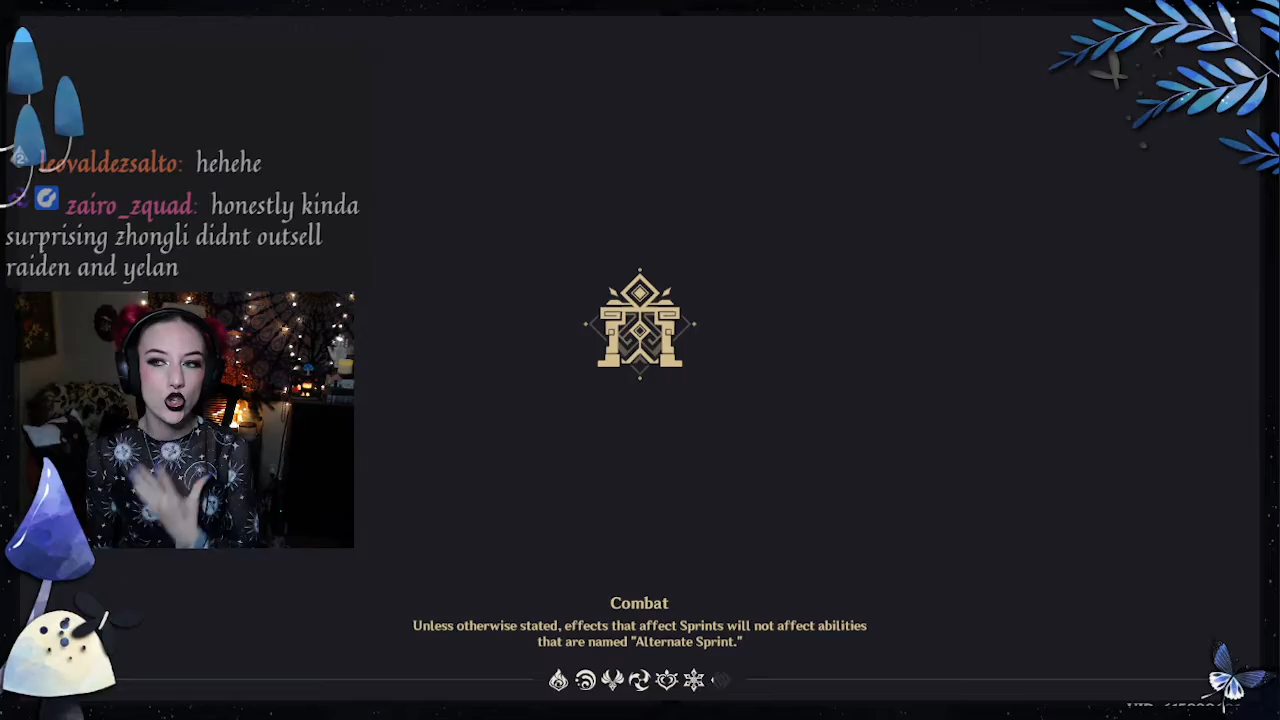 leovaldezsalto: hehehe
zairo_zquad: honestly kinda
surprising zhongli didnt outsell
raiden and yelan
Combat
Unless otherwise stated, effects that affect Sprints will not affect abilities
that are named "Alternate Sprint."